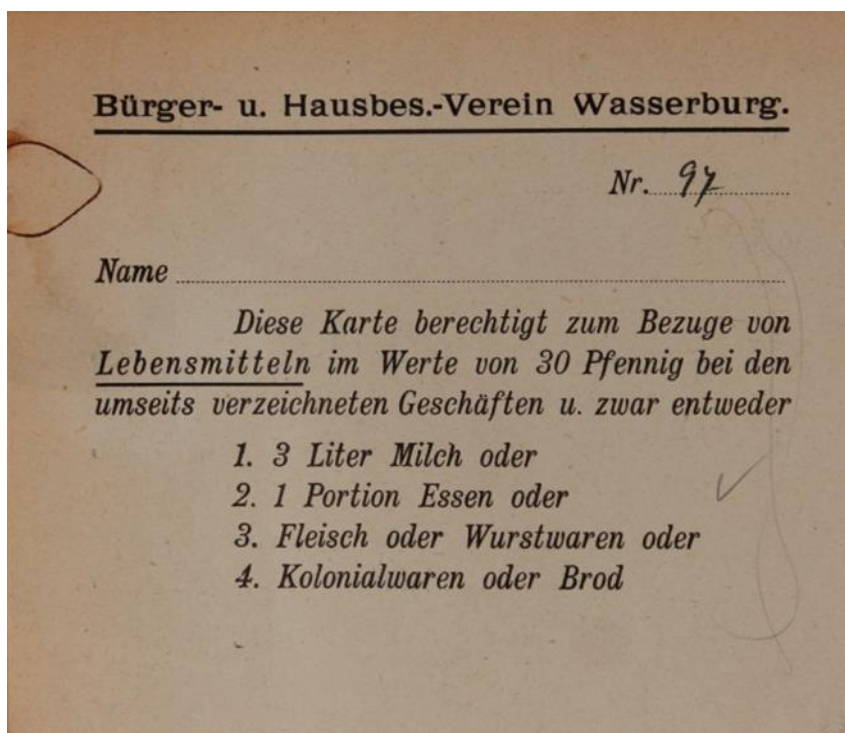 Bürger- u. Hausbes.-Verein Wasserburg.
Nr. 97
Name
Diese Karte berechtigt zum Bezuge von
Lebensmitteln im Werte von 30 Pfennig bei den
umseits verzeichneten Geschäften u. zwar entweder
1. 3 Liter Milch oder
2. 1 Portion Essen oder
3. Fleisch oder Wurstwaren oder
4. Kolonialwaren oder Brod